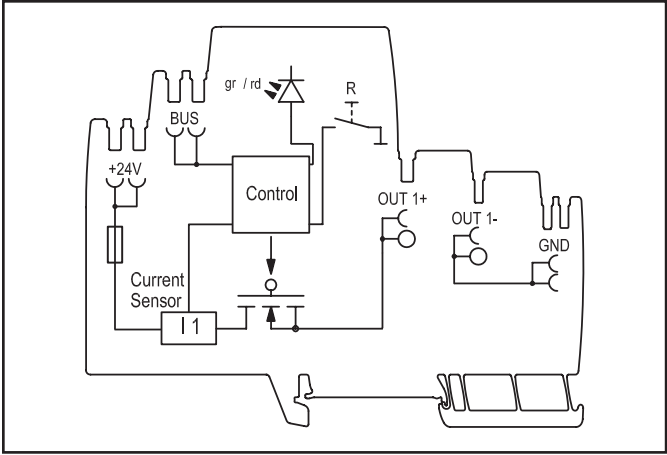 gr / rd
R
BUS
+24V
Control
OUT 1+
OUT 1-
GND
Current
Sensor
I 1